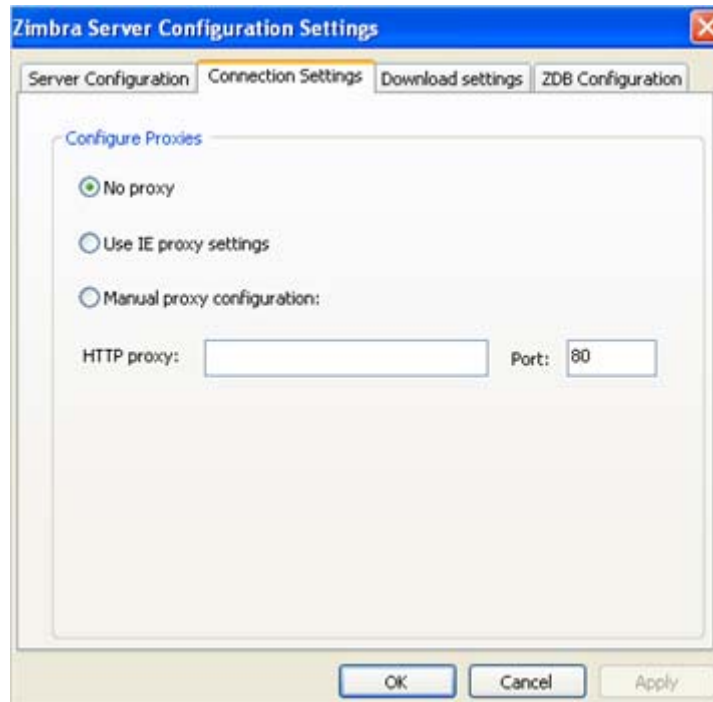 Zimbra Server Configuration Settings
Server Configuration Connection Settings Download settings ZDB Configuration
Configure Proxies
No proxy
Use IE proxy settings
Manual proxy configuration:
HTTP proxy: Port: 80
OK Cancel Apply